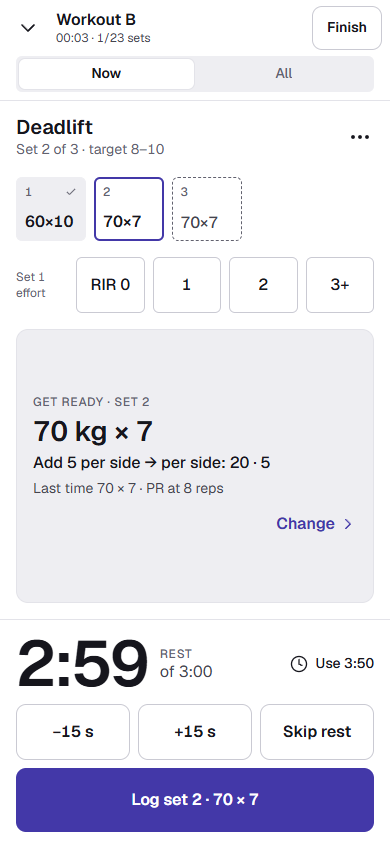 Workout B
00:03 · 1/23 sets
Finish
Now
All
Deadlift
Set 2 of 3 · target 8–10
1
60×10
2
70×7
3
70×7
Set 1
effort
RIR 0
1
2
3+
GET READY · SET 2
70 kg × 7
Add 5 per side → per side: 20 · 5
Last time 70 × 7 · PR at 8 reps
Change
2:59
REST
of 3:00
Use 3:50
−15 s
+15 s
Skip rest
Log set 2 · 70 × 7